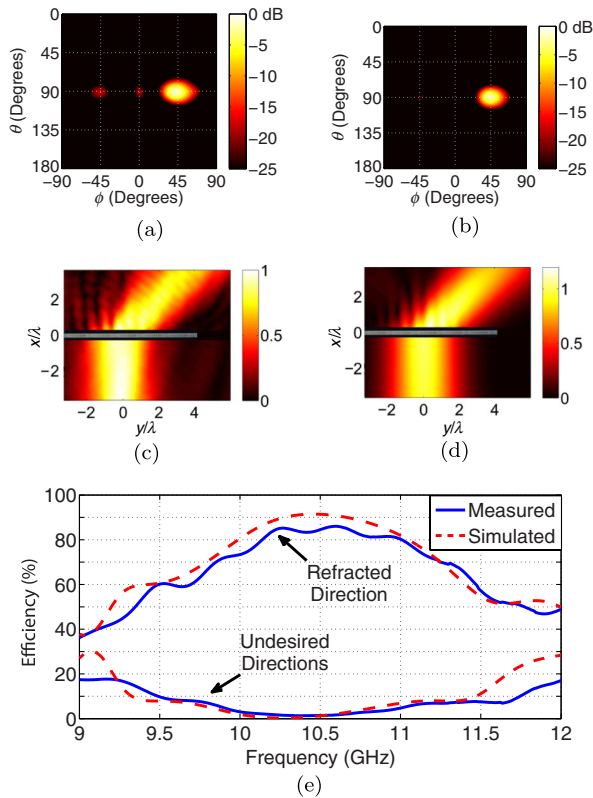 0
45
90
135
180
θ (Degrees)
−90 −45 0 45 90
ϕ (Degrees)
0 dB
−5
−10
−15
−20
−25
(a)
0
45
90
135
180
θ (Degrees)
−90 −45 0 45 90
ϕ (Degrees)
0 dB
−5
−10
−15
−20
−25
(b)
2
0
−2
x/λ
−2 0 2 4
y/λ
1
0.5
0
(c)
2
0
−2
x/λ
−2 0 2 4
y/λ
1
0.5
0
(d)
100
80
60
40
20
0
Efficiency (%)
Measured
Simulated
Refracted
Direction
Undesired
Directions
9 9.5 10 10.5 11 11.5 12
Frequency (GHz)
(e)